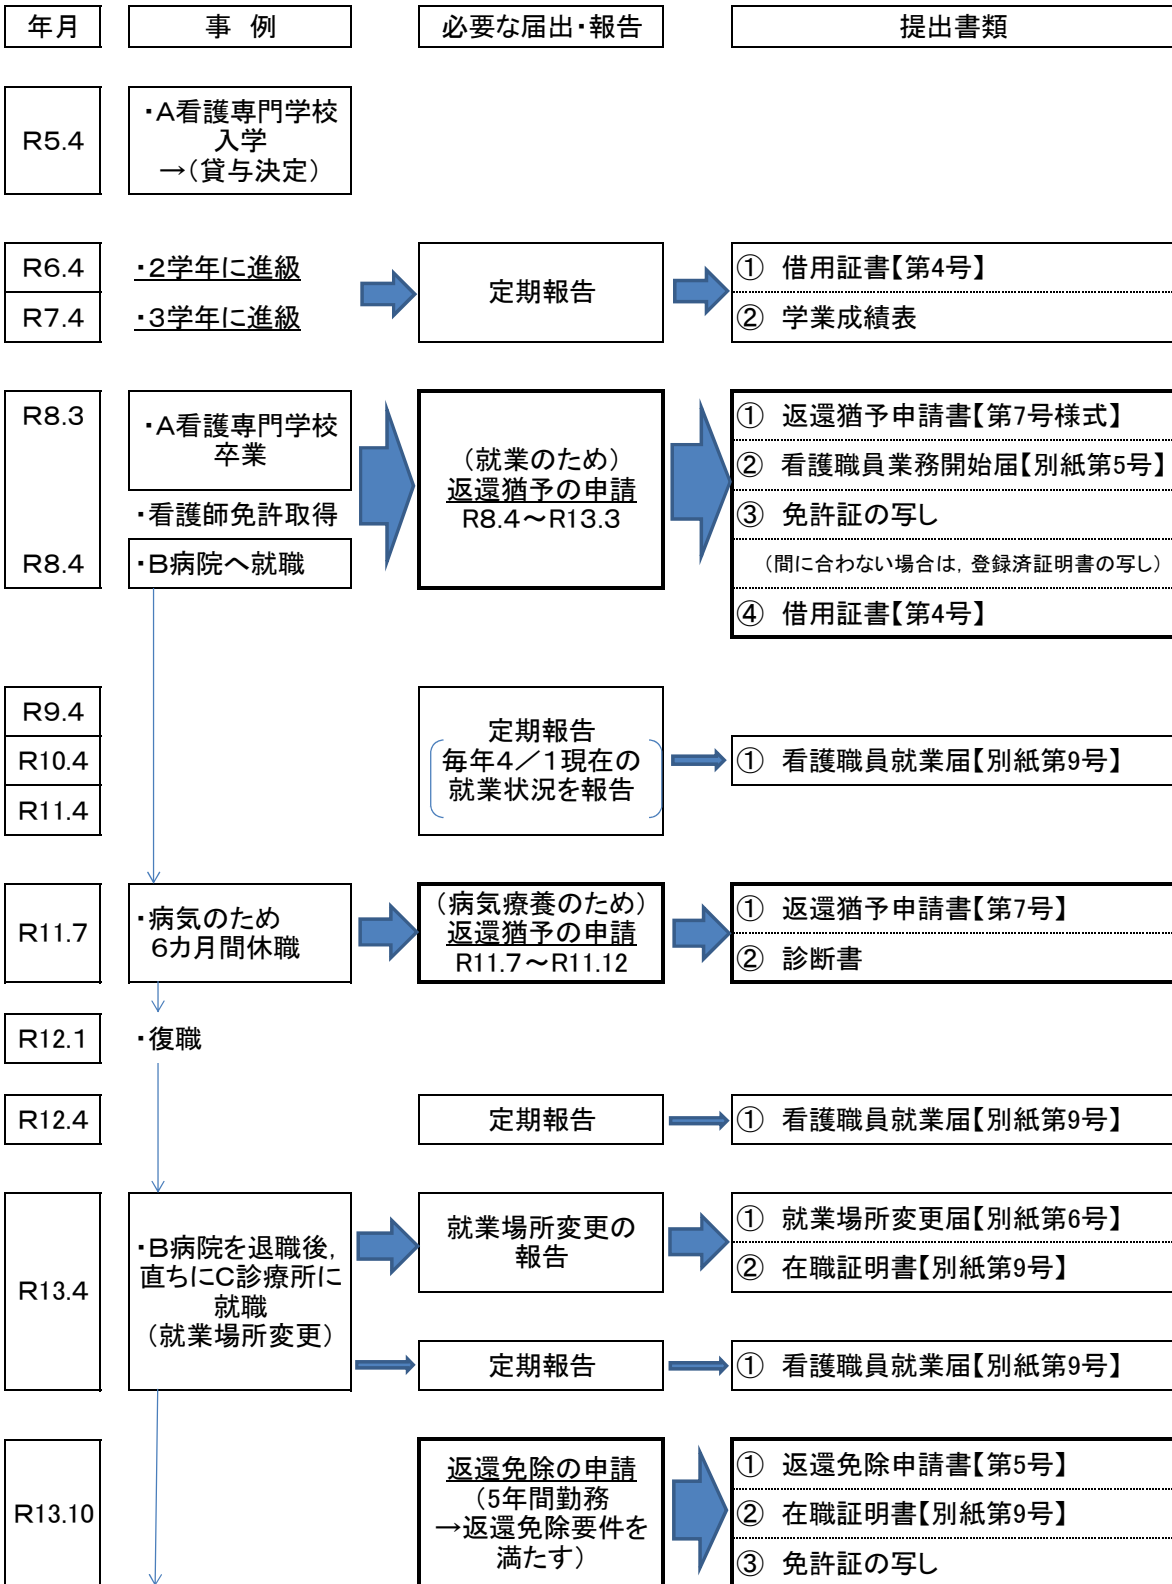 年月 事 例 必要な届出・報告 提出書類
R5.4
・A看護専門学校
入学
→(貸与決定)
R6.4
・2学年に進級
R7.4
・3学年に進級
定期報告
① 借用証書【第4号】
② 学業成績表
R8.3
・A看護専門学校
卒業
・看護師免許取得
R8.4
・B病院へ就職
(就業のため)
返還猶予の申請
R8.4～R13.3
① 返還猶予申請書【第7号様式】
② 看護職員業務開始届【別紙第5号】
③ 免許証の写し
(間に合わない場合は，登録済証明書の写し)
④ 借用証書【第4号】
R9.4
R10.4
R11.4
定期報告
毎年4／1現在の
就業状況を報告
① 看護職員就業届【別紙第9号】
R11.7
・病気のため
6カ月間休職
(病気療養のため)
返還猶予の申請
R11.7～R11.12
① 返還猶予申請書【第7号】
② 診断書
R12.1
・復職
R12.4
定期報告
① 看護職員就業届【別紙第9号】
R13.4
・B病院を退職後，
直ちにC診療所に
就職
(就業場所変更)
就業場所変更の
報告
① 就業場所変更届【別紙第6号】
② 在職証明書【別紙第9号】
定期報告
① 看護職員就業届【別紙第9号】
R13.10
返還免除の申請
(5年間勤務
→返還免除要件を
満たす)
① 返還免除申請書【第5号】
② 在職証明書【別紙第9号】
③ 免許証の写し